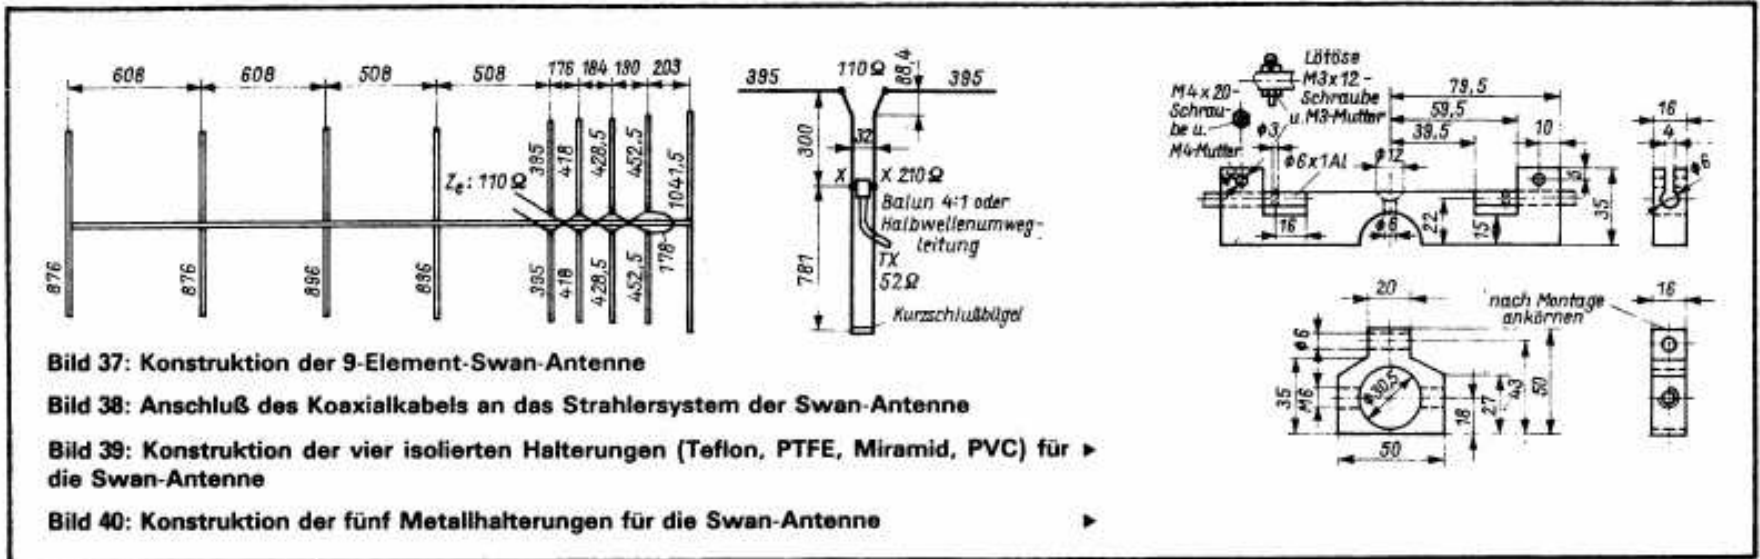 608
608
508
508
176 184 190 203
Zₑ: 110 Ω
395
418
428,5
452,5
1041,5
876
876
896
896
395
418
428,5
452,5
178
395
110 Ω
88,4
395
300
32
X
X 210 Ω
Balun 4:1 oder
Halbwellenumweg-
leitung
TX
52 Ω
781
Kurzschlußbügel
M4 x 20-
Schrau-
be u.
M4-Mutter
Lötöse
M3x12-
Schraube
u. M3-Mutter
φ3
φ6x1Al
φ12
79,5
59,5
39,5
10
16
φ6
22
15
5
35
16
4
φ6
20
φ6
35
M6
φ30,5
18
27
43
50
50
nach Montage
ankörnen
16
Bild 37: Konstruktion der 9-Element-Swan-Antenne
Bild 38: Anschluß des Koaxialkabels an das Strahlersystem der Swan-Antenne
Bild 39: Konstruktion der vier isolierten Halterungen (Teflon, PTFE, Miramid, PVC) für ►
die Swan-Antenne
Bild 40: Konstruktion der fünf Metallhalterungen für die Swan-Antenne ►